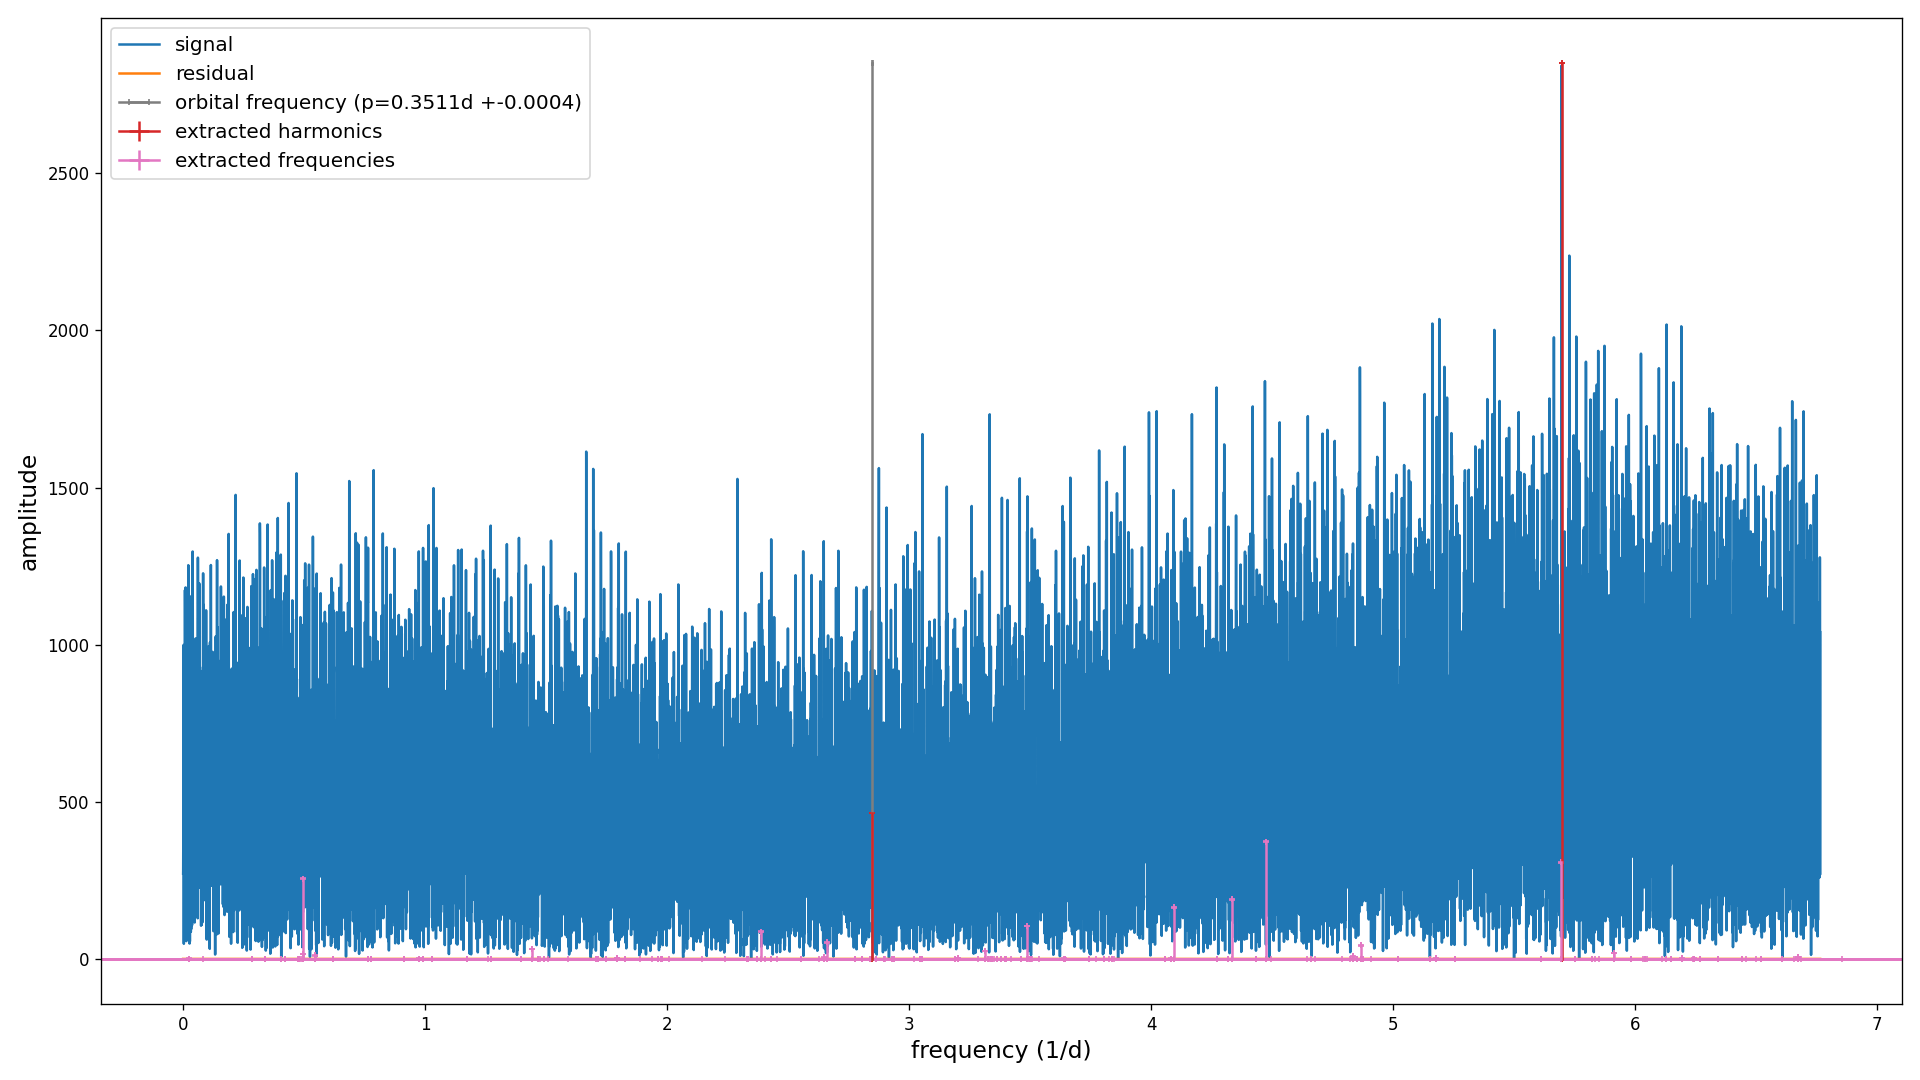 signal
residual
orbital frequency (p=0.3511d +-0.0004)
extracted harmonics
extracted frequencies
amplitude
2500
2000
1500
1000
500
0
0 1 2 3 4 5 6 7
frequency (1/d)